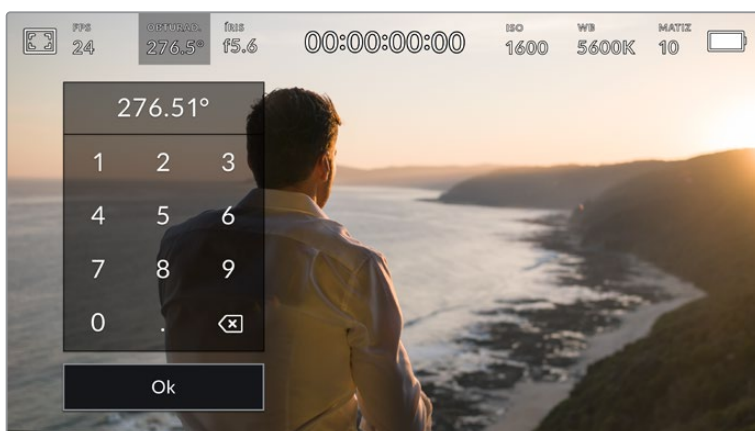 FPS OPTURAD. ÍRIS ISO WB MATIZ
24 276.5° f5.6 00:00:00:00 1600 5600K 10
276.51°
1 2 3
4 5 6
7 8 9
0 .
Ok